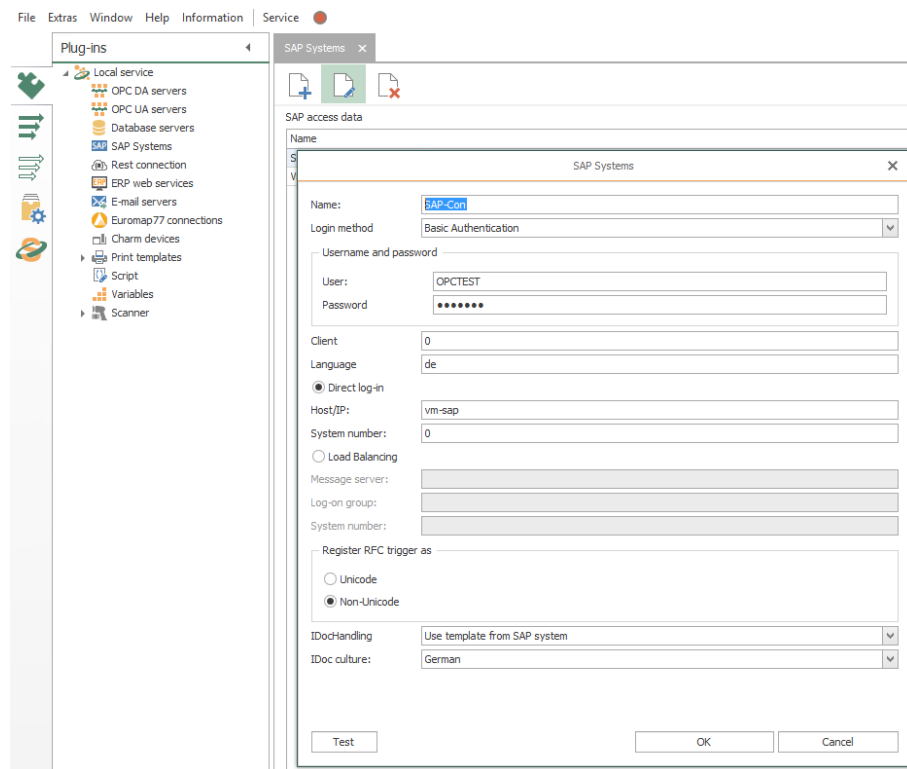 File Extras Window Help Information Service
Plug-ins
Local service
OPC DA servers
OPC UA servers
Database servers
SAP SAP Systems
Rest connection
ERP ERP web services
E-mail servers
Euromap77 connections
Charm devices
Print templates
Script
Variables
Scanner
SAP Systems
SAP access data
Name
S
SAP Systems
Name: SAP-Con
Login method Basic Authentication
Username and password
User: OPCTEST
Password •••••••
Client 0
Language de
Direct log-in
Host/IP: vm-sap
System number: 0
Load Balancing
Message server:
Log-on group:
System number:
Register RFC trigger as
Unicode
Non-Unicode
IDocHandling Use template from SAP system
IDoc culture: German
Test OK Cancel